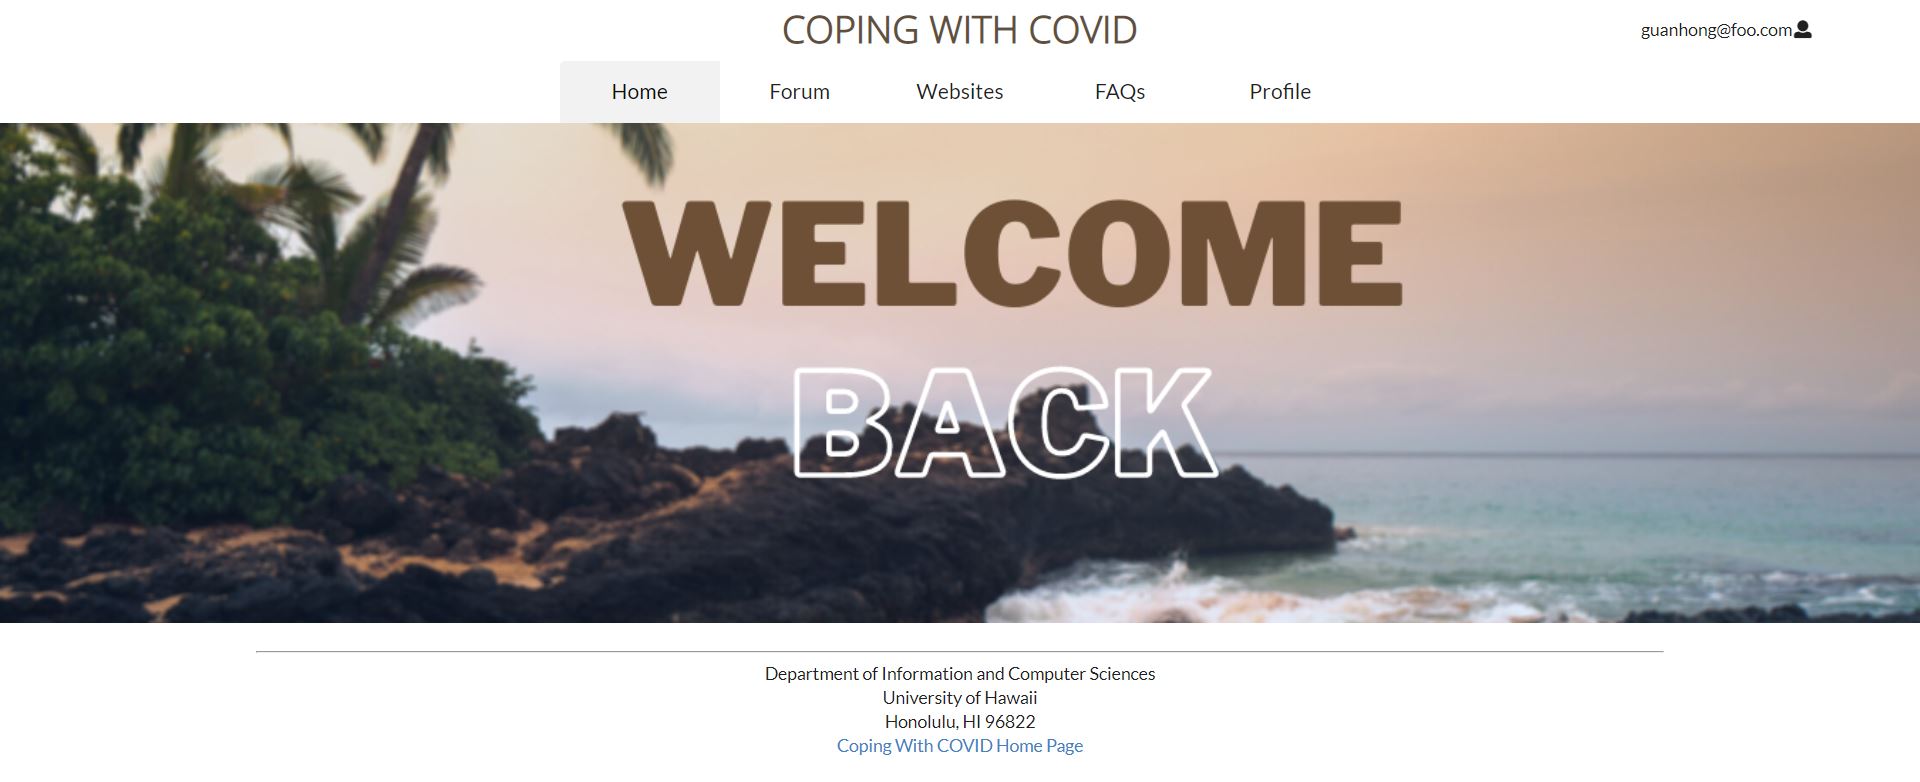 COPING WITH COVID
guanhong@foo.com
Home Forum Websites FAQs Profile
WELCOME
BACK
Department of Information and Computer Sciences
University of Hawaii
Honolulu, HI 96822
Coping With COVID Home Page